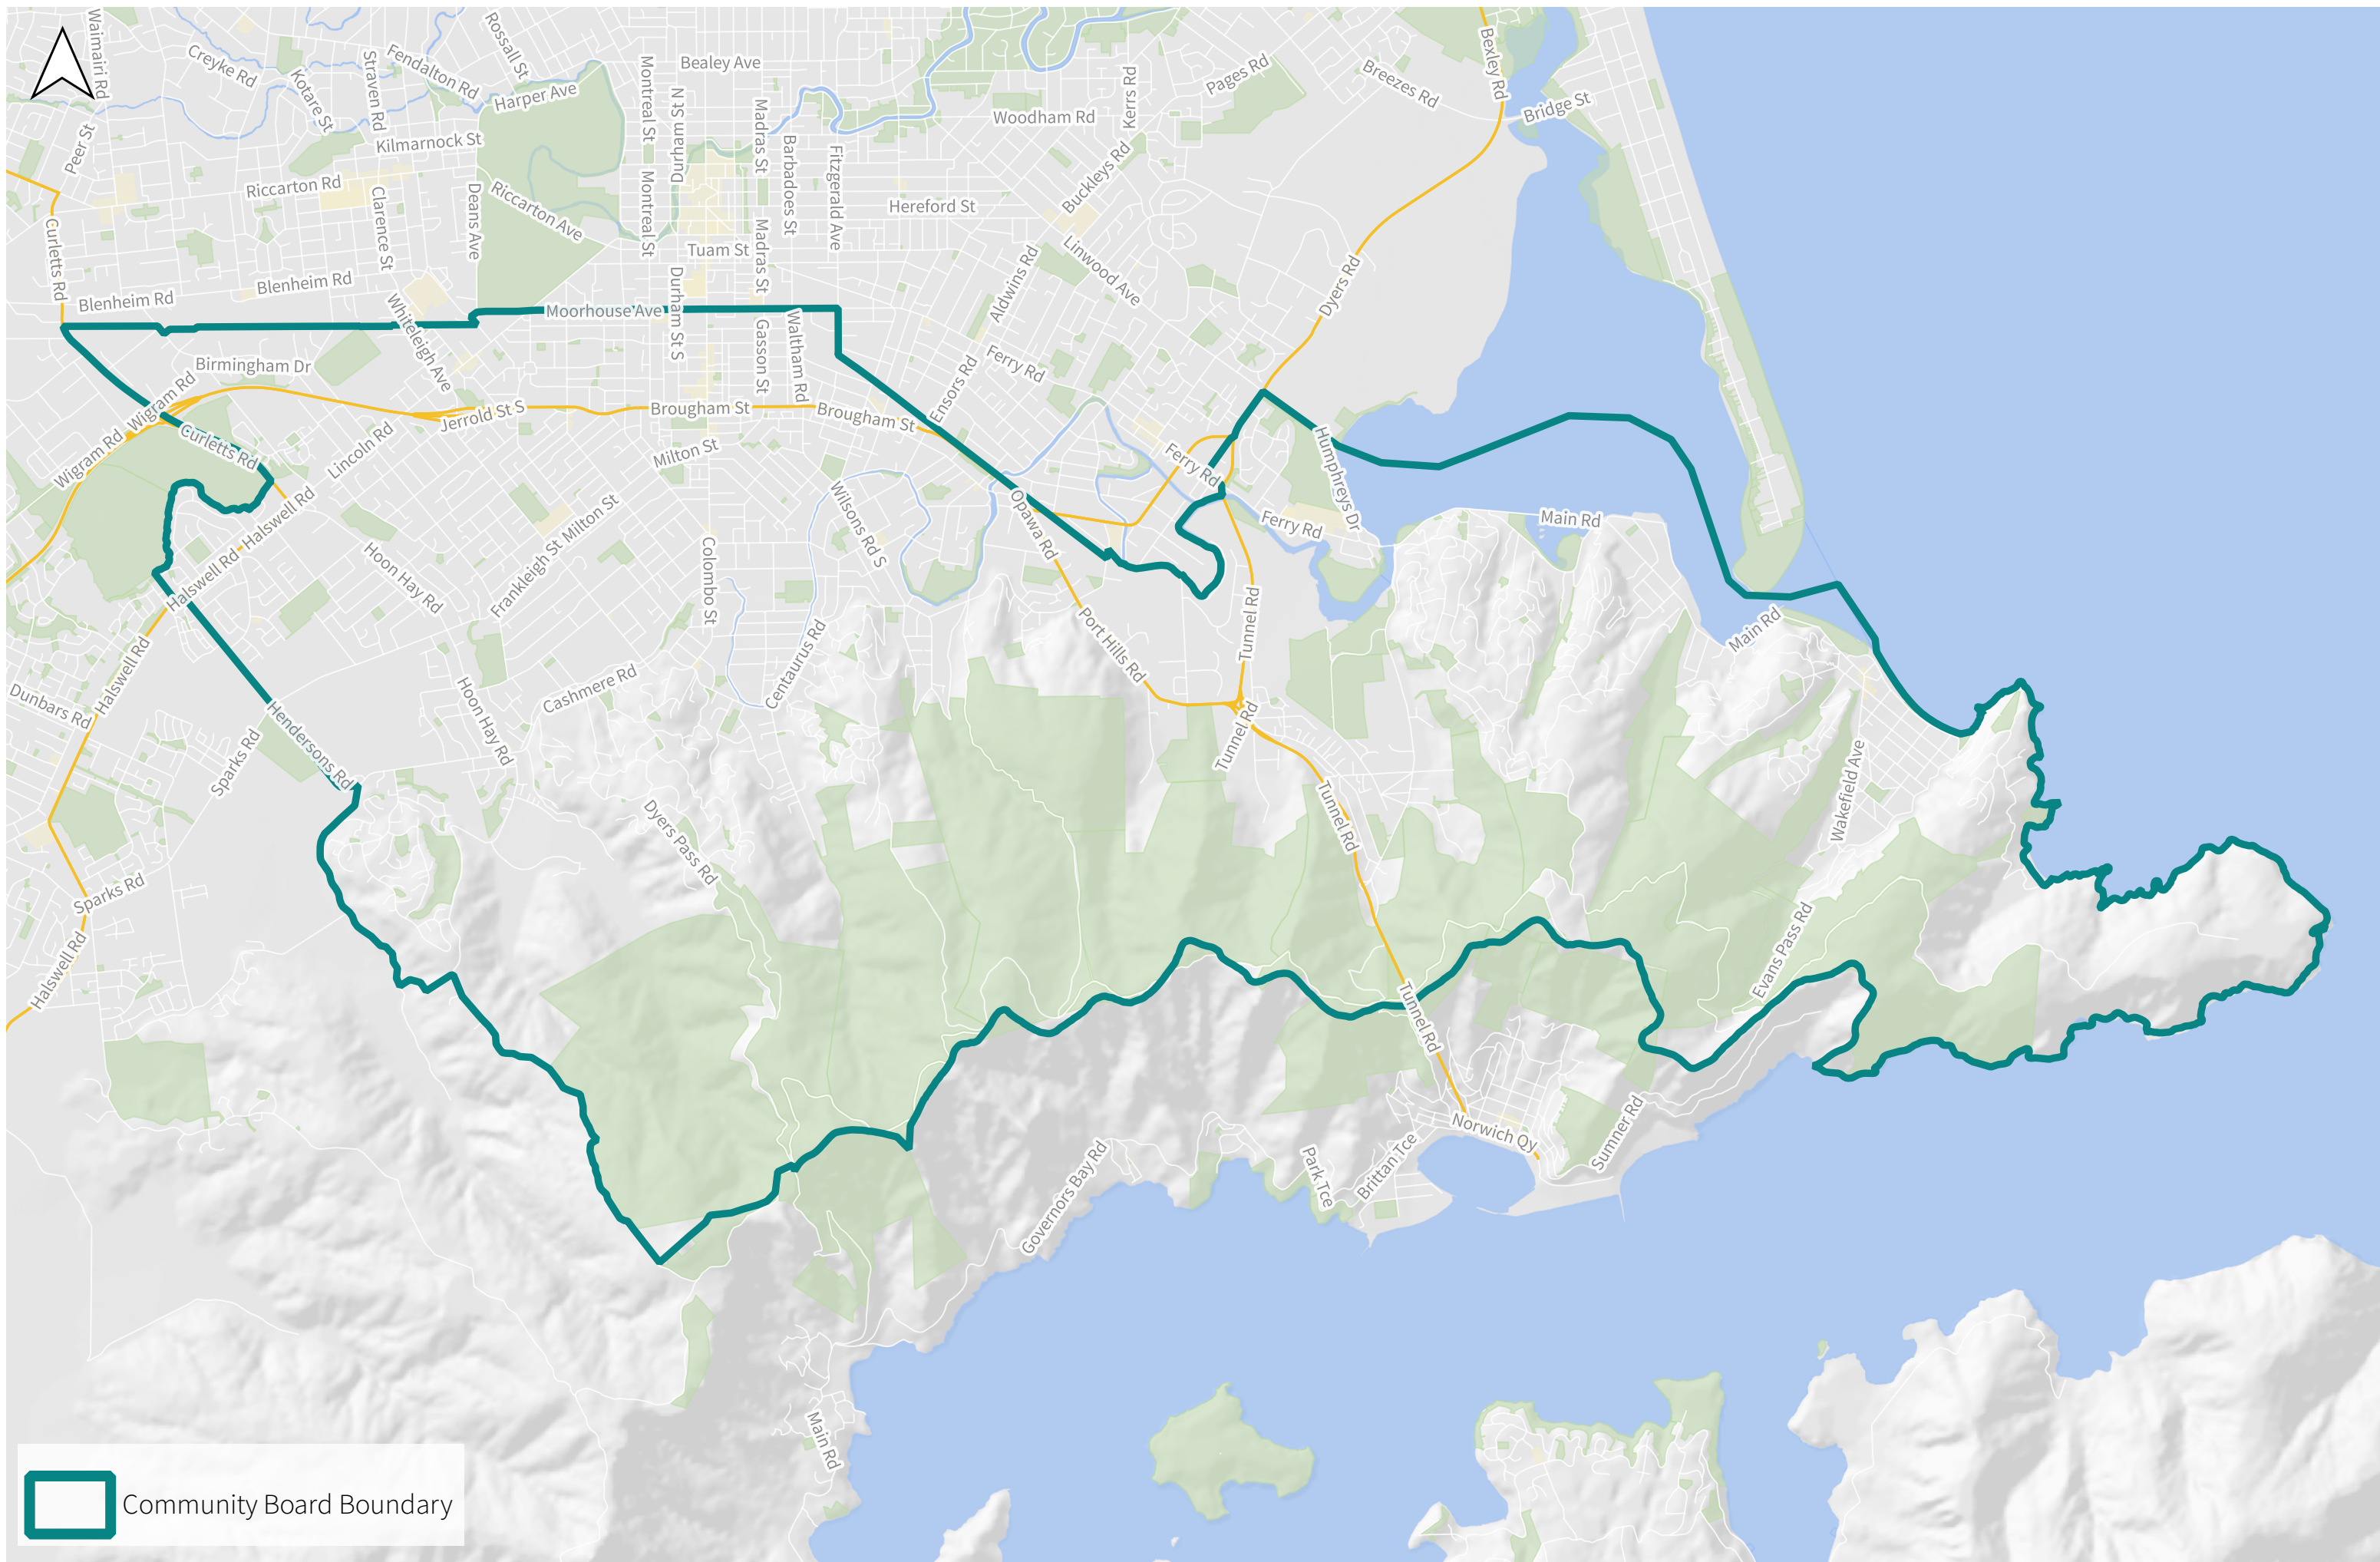 Waimairi Rd
Creyke Rd
Kotare St
Straven Rd
Fendalton Rd
Rossall St
Harper Ave
Montreal St
Bealey Ave
Durham St N
Madras St
Barbadoes St
Fitzgerald Ave
Woodham Rd
Kerrs Rd
Pages Rd
Breezes Rd
Bexley Rd
Bridge St
Peer St
Kilmarnock St
Riccarton Rd
Clarence St
Deans Ave
Riccarton Ave
Montreal St
Hereford St
Buckleys Rd
Curletts Rd
Tuam St
Madras St
Linwood Ave
Aldwins Rd
Dyers Rd
Blenheim Rd
Blenheim Rd
Whiteleigh Ave
Moorhouse Ave
Durham St S
Gasson St
Waltham Rd
Ferry Rd
Birmingham Dr
Wigram Rd
Wigram Rd
Jerrold St S
Brougham St
Brougham St
Ensors Rd
Curletts Rd
Lincoln Rd
Milton St
Ferry Rd
Humphreys Dr
Halswell Rd
Halswell Rd
Milton St
Frankleigh St
Hoon Hay Rd
Wilsons Rd S
Opawa Rd
Ferry Rd
Main Rd
Colombo St
Centaurus Rd
Port Hills Rd
Tunnel Rd
Main Rd
Halswell Rd
Dunbars Rd
Hendersons Rd
Sparks Rd
Hoon Hay Rd
Cashmere Rd
Tunnel Rd
Dyers Pass Rd
Tunnel Rd
Wakefield Ave
Sparks Rd
Halswell Rd
Evans Pass Rd
Tunnel Rd
Norwich Qy
Sumner Rd
Governors Bay Rd
Park Tce
Brittan Tce
Main Rd
Community Board Boundary